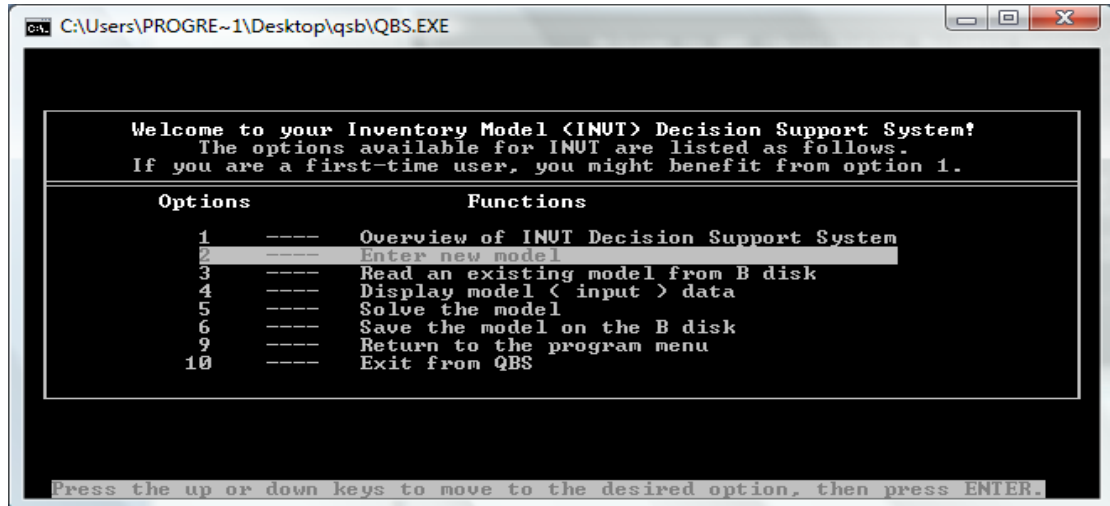 C:\Users\PROGRE~1\Desktop\qsb\QBS.EXE
Welcome to your Inventory Model (INVT) Decision Support System!
The options available for INVT are listed as follows.
If you are a first-time user, you might benefit from option 1.
Options Functions
1 ---- Overview of INVT Decision Support System
2 ---- Enter new model
3 ---- Read an existing model from B disk
4 ---- Display model ( input ) data
5 ---- Solve the model
6 ---- Save the model on the B disk
9 ---- Return to the program menu
10 ---- Exit from QBS
Press the up or down keys to move to the desired option, then press ENTER.